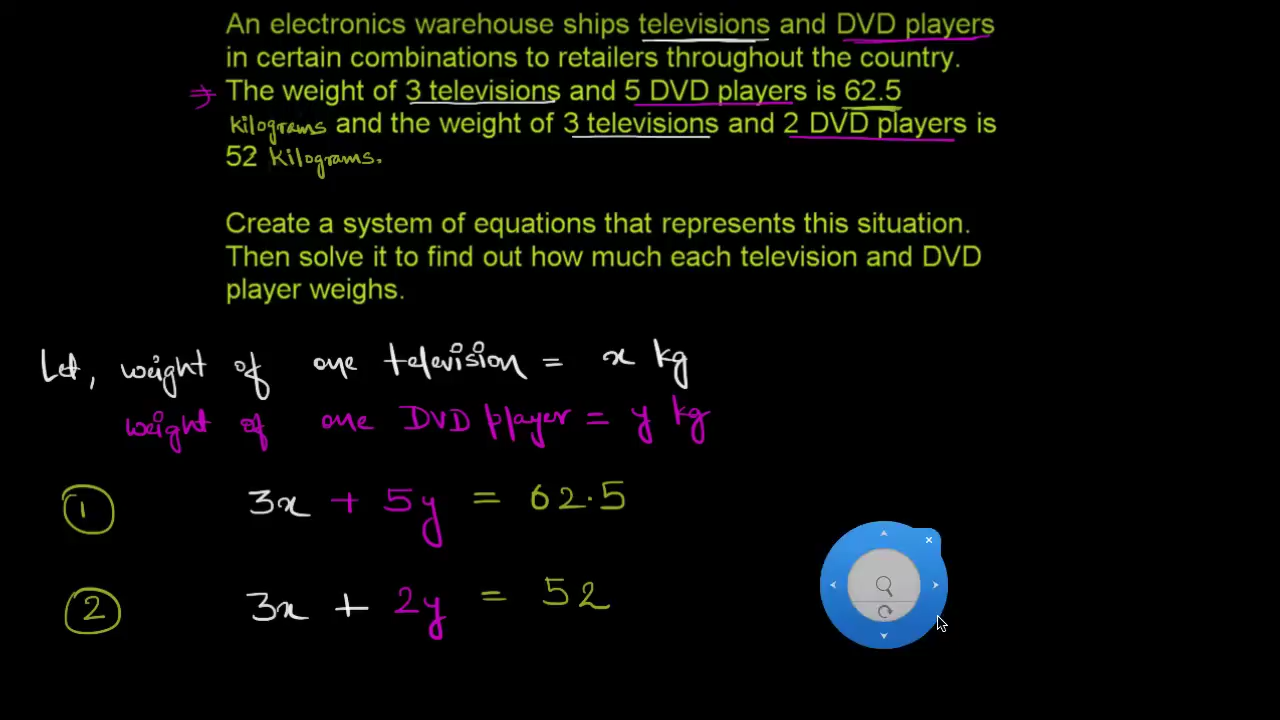 An electronics warehouse ships televisions and DVD players
in certain combinations to retailers throughout the country.
The weight of 3 televisions and 5 DVD players is 62.5
kilograms and the weight of 3 televisions and 2 DVD players is
52 kilograms.
Create a system of equations that represents this situation.
Then solve it to find out how much each television and DVD
player weighs.
Let, weight of one television = x kg
weight of one DVD player = y kg
1 3x + 5y = 62.5
2 3x + 2y = 52